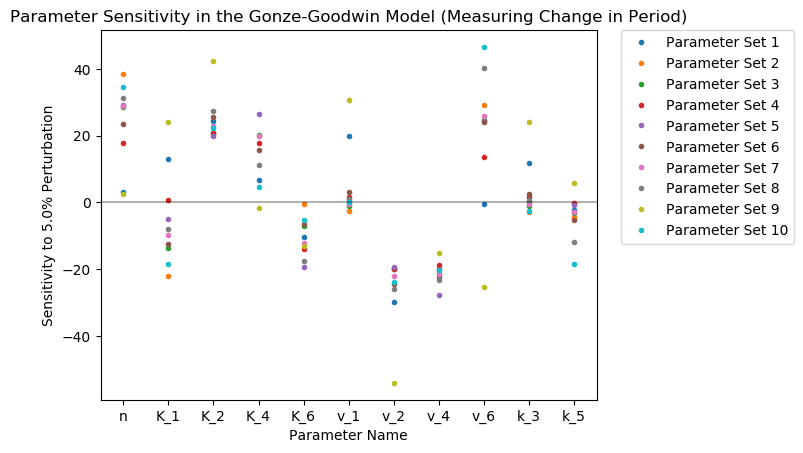 Parameter Sensitivity in the Gonze-Goodwin Model (Measuring Change in Period)
Sensitivity to 5.0% Perturbation
40
20
0
−20
−40
n K_1 K_2 K_4 K_6 v_1 v_2 v_4 v_6 k_3 k_5
Parameter Name
Parameter Set 1
Parameter Set 2
Parameter Set 3
Parameter Set 4
Parameter Set 5
Parameter Set 6
Parameter Set 7
Parameter Set 8
Parameter Set 9
Parameter Set 10